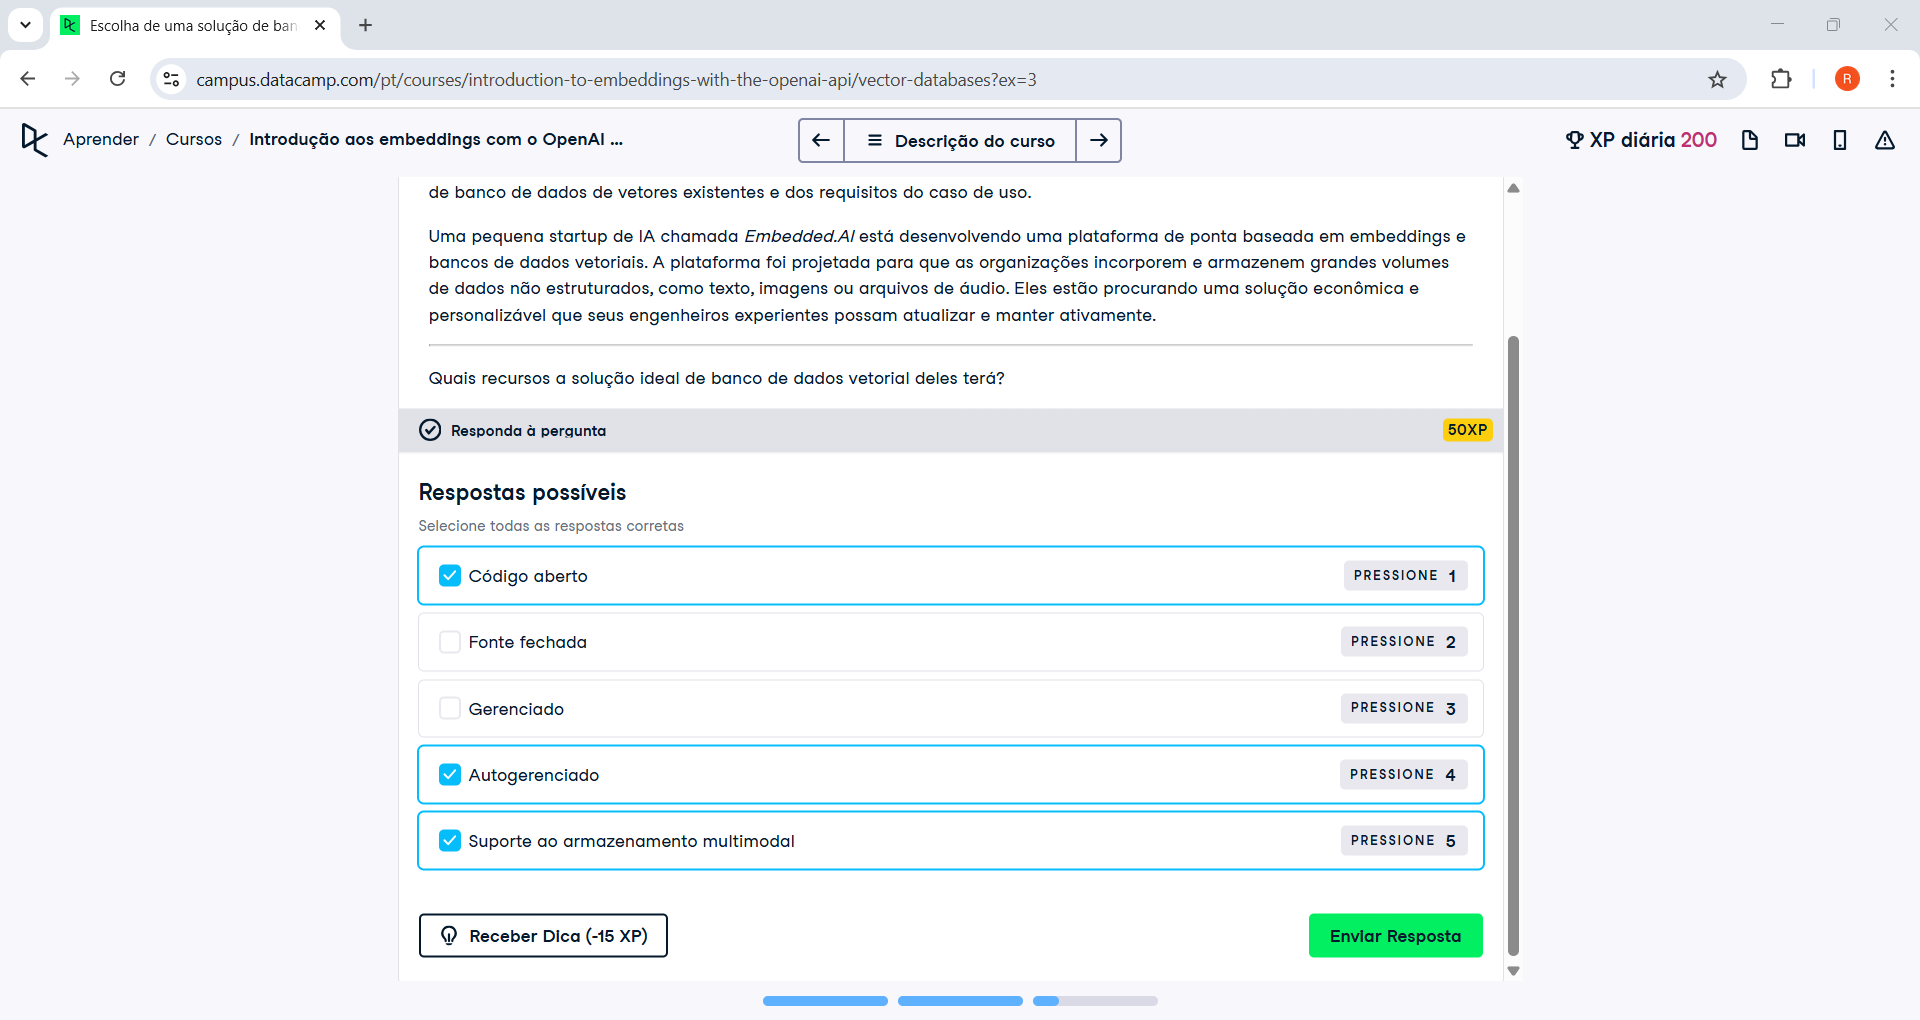 Escolha de uma solução de ban
campus.datacamp.com/pt/courses/introduction-to-embeddings-with-the-openai-api/vector-databases?ex=3
R
Aprender / Cursos / Introdução aos embeddings com o OpenAI ...
Descrição do curso
XP diária 200
de banco de dados de vetores existentes e dos requisitos do caso de uso.
Uma pequena startup de IA chamada Embedded.AI está desenvolvendo uma plataforma de ponta baseada em embeddings e
bancos de dados vetoriais. A plataforma foi projetada para que as organizações incorporem e armazenem grandes volumes
de dados não estruturados, como texto, imagens ou arquivos de áudio. Eles estão procurando uma solução econômica e
personalizável que seus engenheiros experientes possam atualizar e manter ativamente.
Quais recursos a solução ideal de banco de dados vetorial deles terá?
Responda à pergunta
50XP
Respostas possíveis
Selecione todas as respostas corretas
Código aberto
PRESSIONE 1
Fonte fechada
PRESSIONE 2
Gerenciado
PRESSIONE 3
Autogerenciado
PRESSIONE 4
Suporte ao armazenamento multimodal
PRESSIONE 5
Receber Dica (-15 XP)
Enviar Resposta